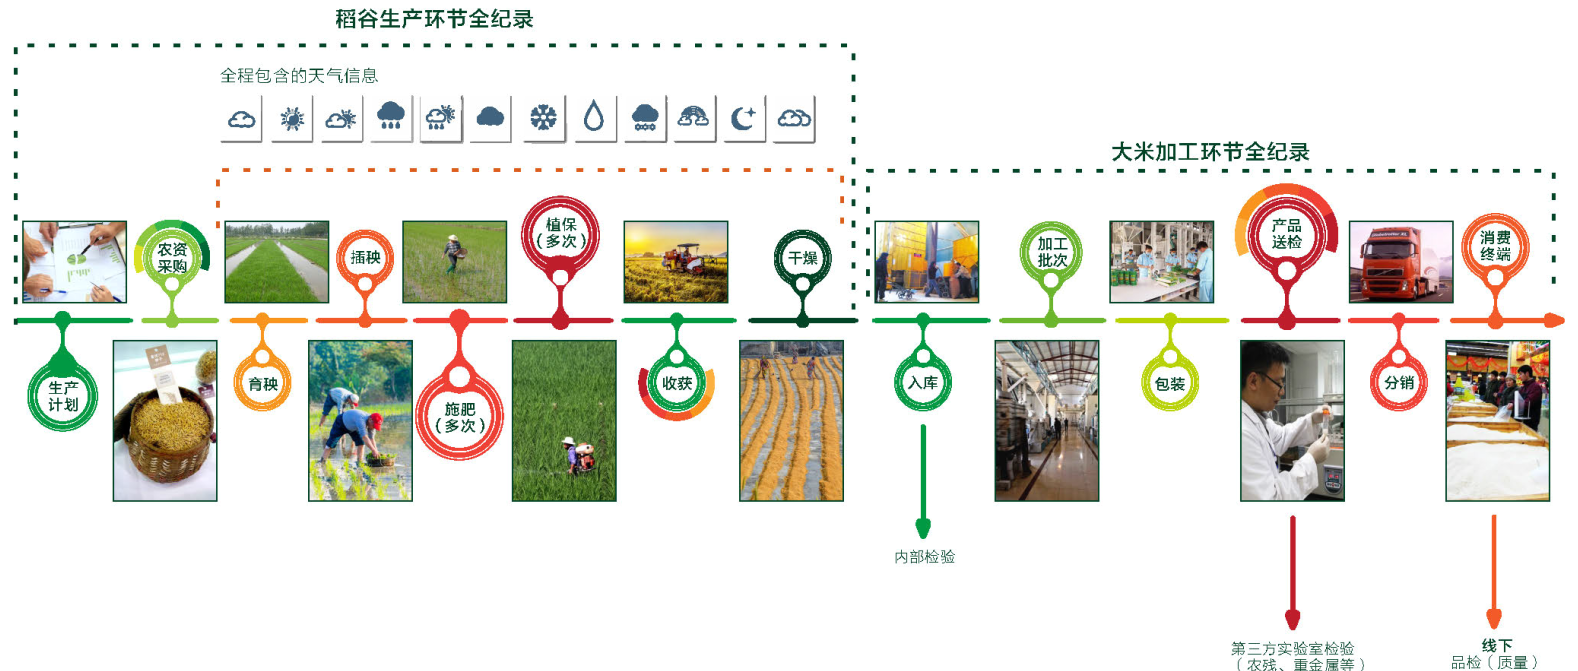 稻谷生产环节全纪录
全程包含的天气信息
大米加工环节全纪录
生产
计划
农资
采购
育秧
插秧
施肥
（多次）
植保
（多次）
收获
干燥
入库
加工
批次
包装
产品
送检
分销
消费
终端
内部检验
第三方实验室检验
（农残、重金属等）
线下
品检（质量）